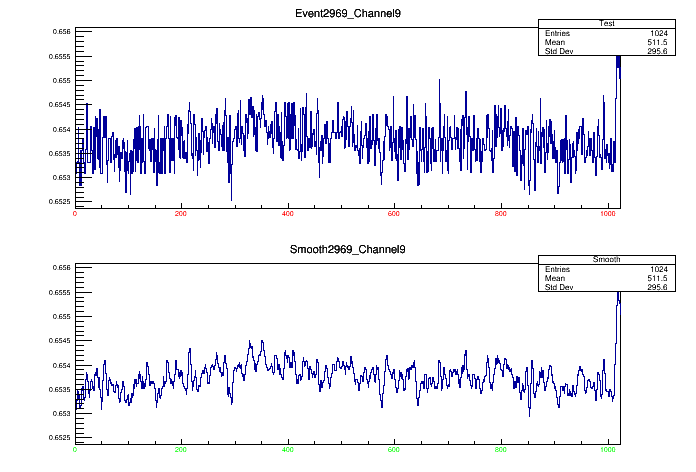 Event2969_Channel9
Test
Entries 1024
Mean 511.5
Std Dev 295.6
0.656
0.6555
0.655
0.6545
0.654
0.6535
0.653
0.6525
0 200 400 600 800 1000
Smooth2969_Channel9
Smooth
Entries 1024
Mean 511.5
Std Dev 295.6
0.656
0.6555
0.655
0.6545
0.654
0.6535
0.653
0.6525
0 200 400 600 800 1000